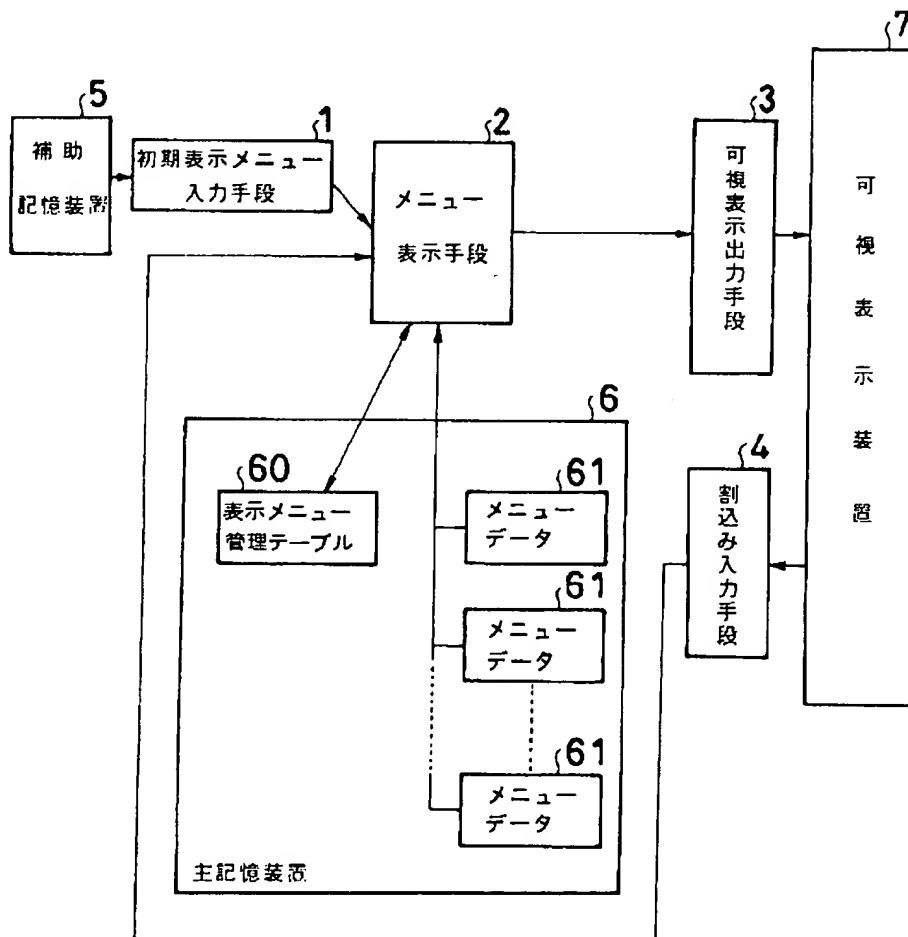 7
5
補助
記憶装置
1
初期表示メニュー
入力手段
2
メニュー
表示手段
3
可視表示出力手段
可視表示装置
6
60
表示メニュー
管理テーブル
61
メニュー
データ
61
メニュー
データ
61
メニュー
データ
主記憶装置
4
割込み入力手段